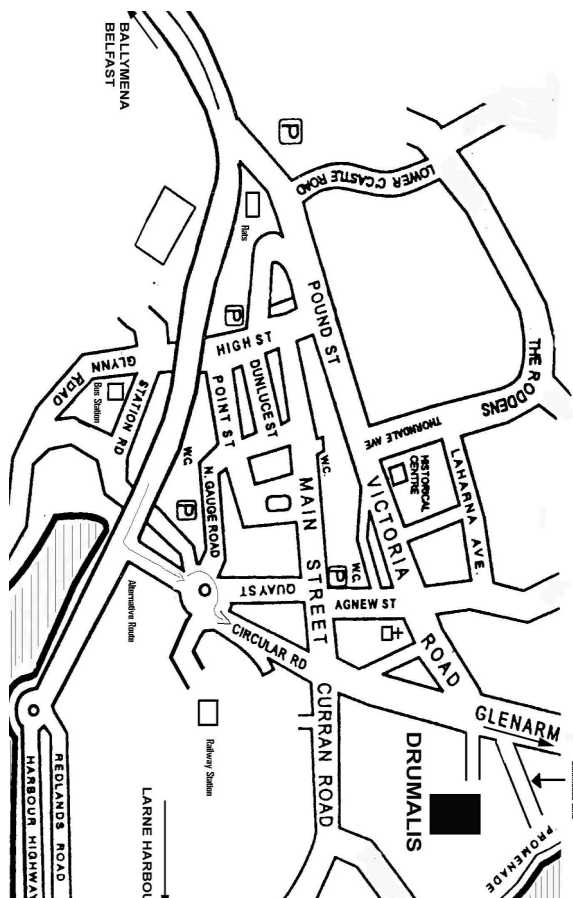 BALLYMENA
BELFAST
P
LOWER C'CASTLE ROAD
Flats
POUND ST
P
THE RODDENS
HIGH ST
GLYNN ROAD
Bus Station
STATION RD
POINT ST
DUNLUCE ST
THORNDALE AVE
LAHARNA AVE.
HISTORICAL
CENTRE
W.C.
W.C.
N. GAUGE ROAD
P
MAIN STREET
VICTORIA ROAD
P
W.C.
QUAY ST
AGNEW ST
Alternative Route
CIRCULAR RD
Railway Station
CURRAN ROAD
GLENARM
DRUMALIS
PROMENADE
REDLANDS ROAD
HARBOUR HIGHWAY
LARNE HARBOU